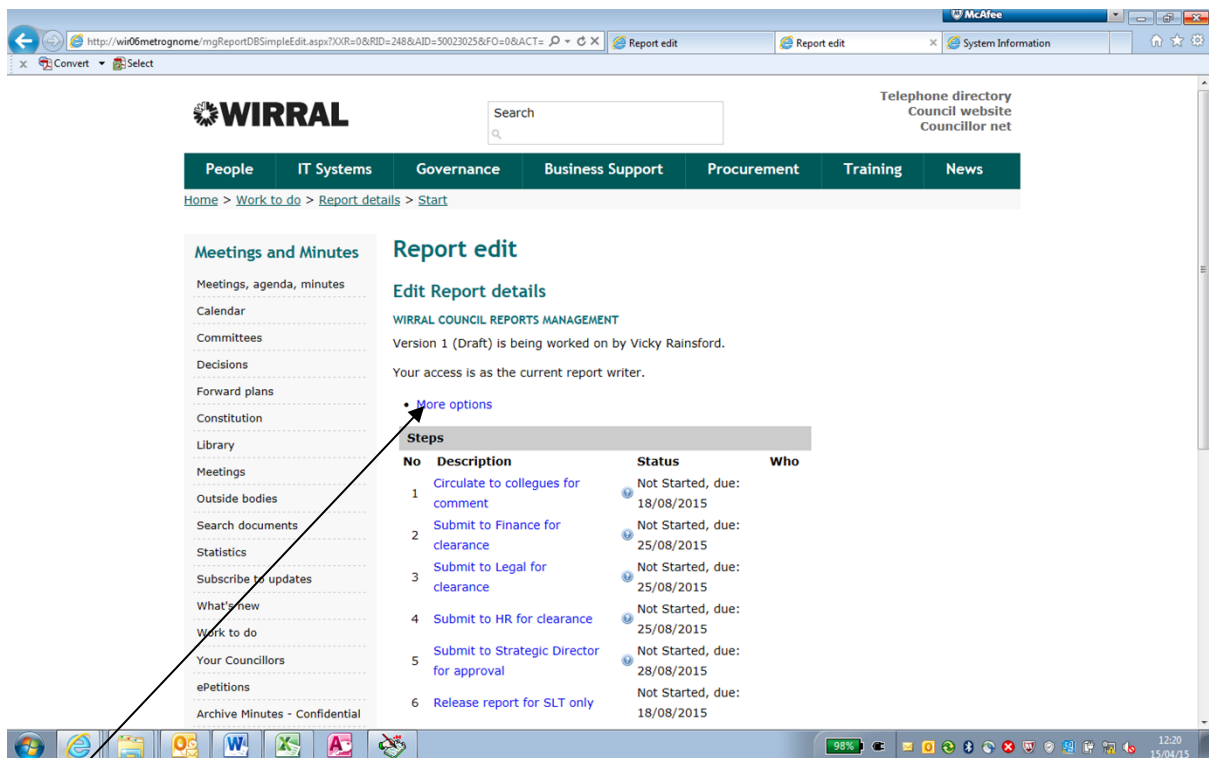 McAfee
http://wir06metrognome/mgReportDBSimpleEdit.aspx?XXR=0&RID=248&AID=50023025&FO=0&ACT=
Report edit
Report edit
System Information
x Convert Select
WIRRAL
Search
Telephone directory
Council website
Councillor net
People IT Systems Governance Business Support Procurement Training News
Home > Work to do > Report details > Start
Meetings and Minutes
Meetings, agenda, minutes
Calendar
Committees
Decisions
Forward plans
Constitution
Library
Meetings
Outside bodies
Search documents
Statistics
Subscribe to updates
What's new
Work to do
Your Councillors
ePetitions
Archive Minutes - Confidential
Report edit
Edit Report details
WIRRAL COUNCIL REPORTS MANAGEMENT
Version 1 (Draft) is being worked on by Vicky Rainsford.
Your access is as the current report writer.
• More options
Steps
No Description Status Who
1 Circulate to collegues for comment Not Started, due: 18/08/2015
2 Submit to Finance for clearance Not Started, due: 25/08/2015
3 Submit to Legal for clearance Not Started, due: 25/08/2015
4 Submit to HR for clearance Not Started, due: 25/08/2015
5 Submit to Strategic Director for approval Not Started, due: 28/08/2015
6 Release report for SLT only Not Started, due: 18/08/2015
98%
12:20
15/04/15